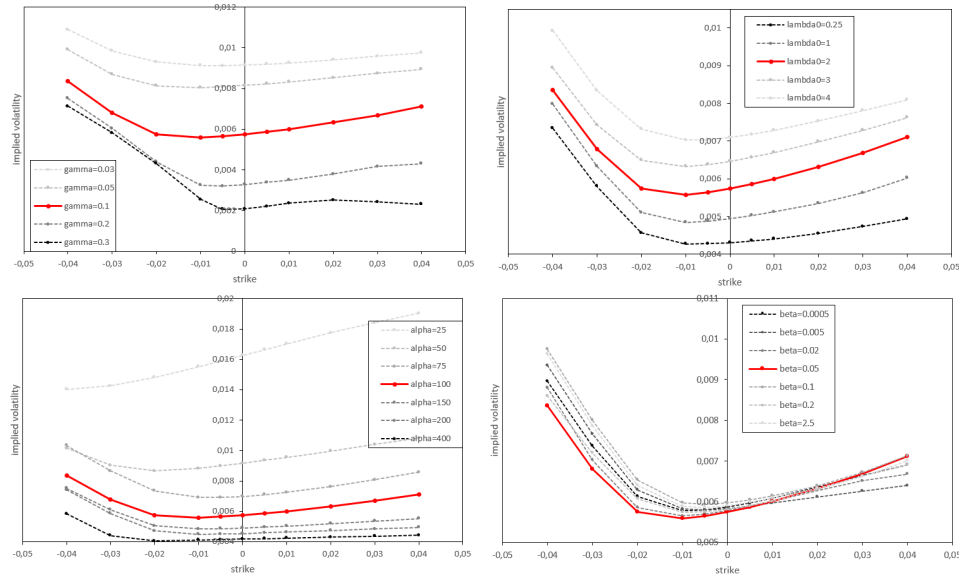 0,012
0,01
0,008
0,006
0,004
0,002
0
implied volatility
gamma=0.03
gamma=0.05
gamma=0.1
gamma=0.2
gamma=0.3
-0,05 -0,04 -0,03 -0,02 -0,01 0 0,01 0,02 0,03 0,04 0,05
strike
0,01
0,009
0,008
0,007
0,006
0,005
0,004
implied volatility
lambda0=0.25
lambda0=1
lambda0=2
lambda0=3
lambda0=4
-0,05 -0,04 -0,03 -0,02 -0,01 0 0,01 0,02 0,03 0,04 0,05
strike
0,02
0,018
0,016
0,014
0,012
0,01
0,008
0,006
0,004
implied volatility
alpha=25
alpha=50
alpha=75
alpha=100
alpha=150
alpha=200
alpha=400
-0,05 -0,04 -0,03 -0,02 -0,01 0 0,01 0,02 0,03 0,04 0,05
strike
0,011
0,01
0,009
0,008
0,007
0,006
0,005
implied volatility
beta=0.0005
beta=0.005
beta=0.02
beta=0.05
beta=0.1
beta=0.2
beta=2.5
-0,05 -0,04 -0,03 -0,02 -0,01 0 0,01 0,02 0,03 0,04 0,05
strike